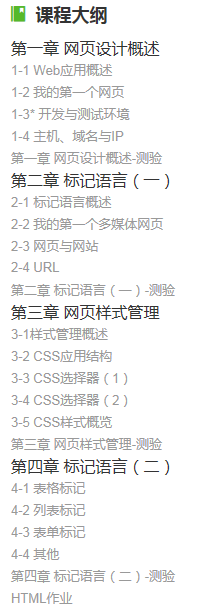 课程大纲
第一章 网页设计概述
1-1 Web应用概述
1-2 我的第一个网页
1-3* 开发与测试环境
1-4 主机、域名与IP
第一章 网页设计概述-测验
第二章 标记语言（一）
2-1 标记语言概述
2-2 我的第一个多媒体网页
2-3 网页与网站
2-4 URL
第二章 标记语言（一）-测验
第三章 网页样式管理
3-1样式管理概述
3-2 CSS应用结构
3-3 CSS选择器（1）
3-4 CSS选择器（2）
3-5 CSS样式概览
第三章 网页样式管理-测验
第四章 标记语言（二）
4-1 表格标记
4-2 列表标记
4-3 表单标记
4-4 其他
第四章 标记语言（二）-测验
HTML作业